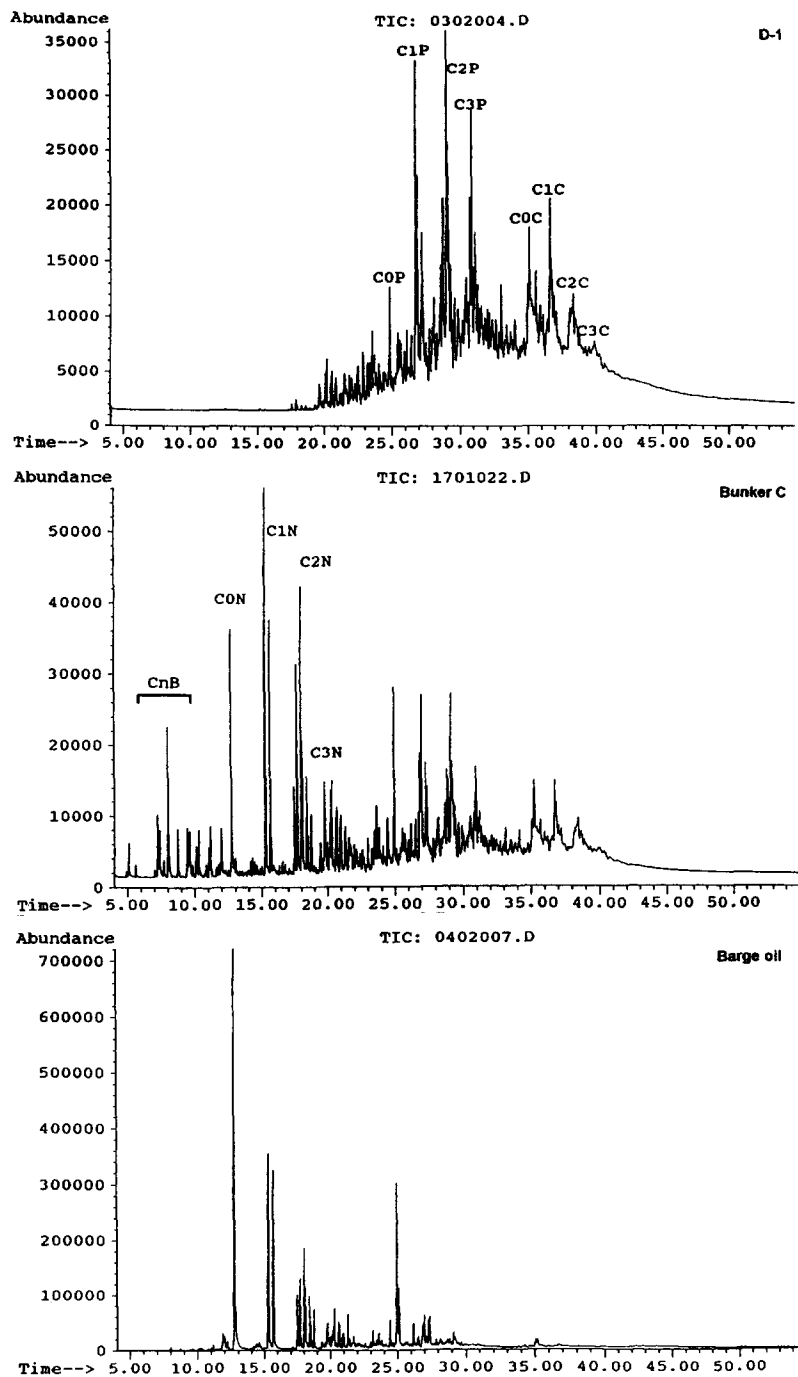 Abundance TIC: 0302004.D D-1
35000
30000
25000
20000
15000
10000
5000
0
C1P
C2P
C3P
C0P
C0C
C1C
C2C
C3C
Time--> 5.00 10.00 15.00 20.00 25.00 30.00 35.00 40.00 45.00 50.00
Abundance TIC: 1701022.D Bunker C
50000
40000
30000
20000
10000
0
C1N
C2N
C0N
CnB
C3N
Time--> 5.00 10.00 15.00 20.00 25.00 30.00 35.00 40.00 45.00 50.00
Abundance TIC: 0402007.D Barge oil
700000
600000
500000
400000
300000
200000
100000
0
Time--> 5.00 10.00 15.00 20.00 25.00 30.00 35.00 40.00 45.00 50.00